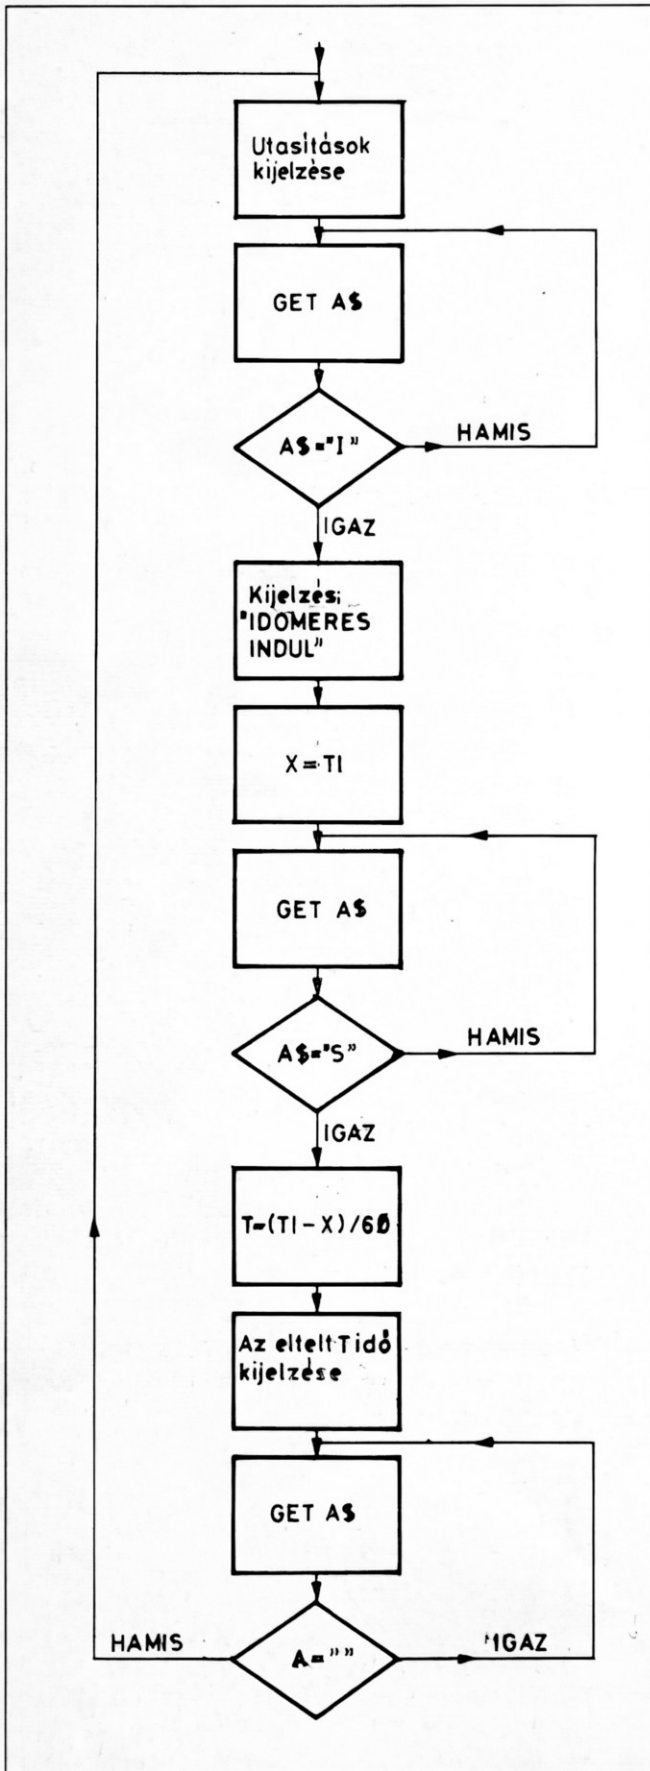 Utasítások
kijelzése
GET A$
A$="I"
HAMIS
IGAZ
Kijelzés;
"IDOMERES
INDUL"
X=TI
GET A$
A$="S"
HAMIS
IGAZ
T=(TI-X)/60
Az eltelt T idő
kijelzése
GET A$
HAMIS
A=""
IGAZ